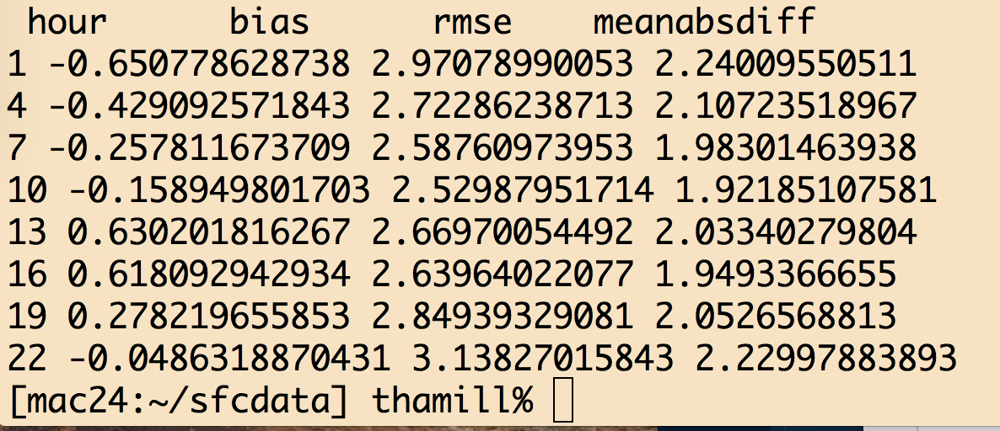 hour bias rmse meanabsdiff
1 -0.650778628738 2.97078990053 2.24009550511
4 -0.429092571843 2.72286238713 2.10723518967
7 -0.257811673709 2.58760973953 1.98301463938
10 -0.158949801703 2.52987951714 1.92185107581
13 0.630201816267 2.66970054492 2.03340279804
16 0.618092942934 2.63964022077 1.9493366655
19 0.278219655853 2.84939329081 2.0526568813
22 -0.0486318870431 3.13827015843 2.22997883893
[mac24:~/sfcdata] thamill%